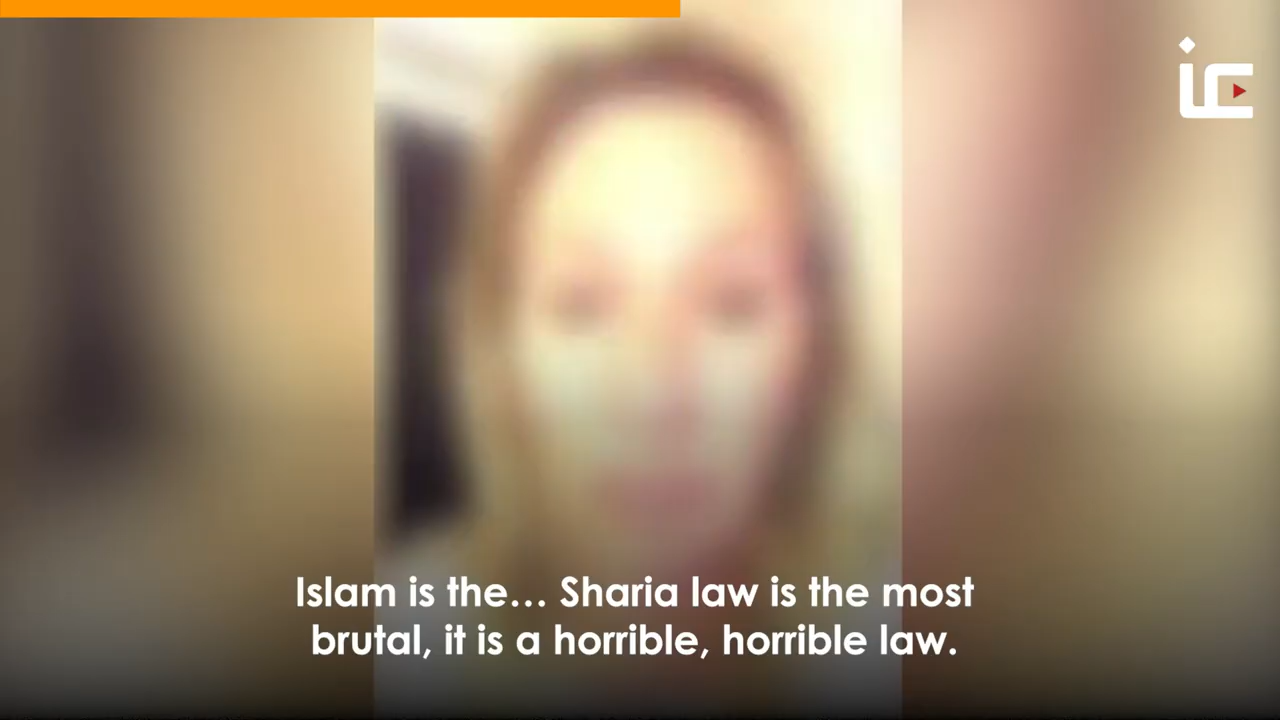 Islam is the... Sharia law is the most
brutal, it is a horrible, horrible law.